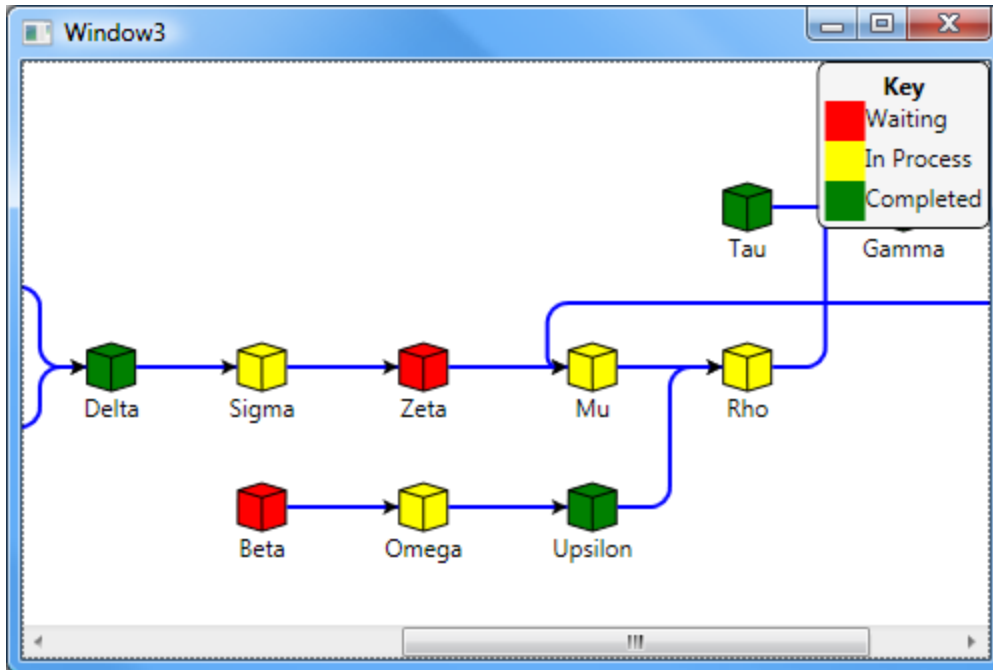 Window3
Key
Waiting
In Process
Completed
Tau
Gamma
Delta
Sigma
Zeta
Mu
Rho
Beta
Omega
Upsilon